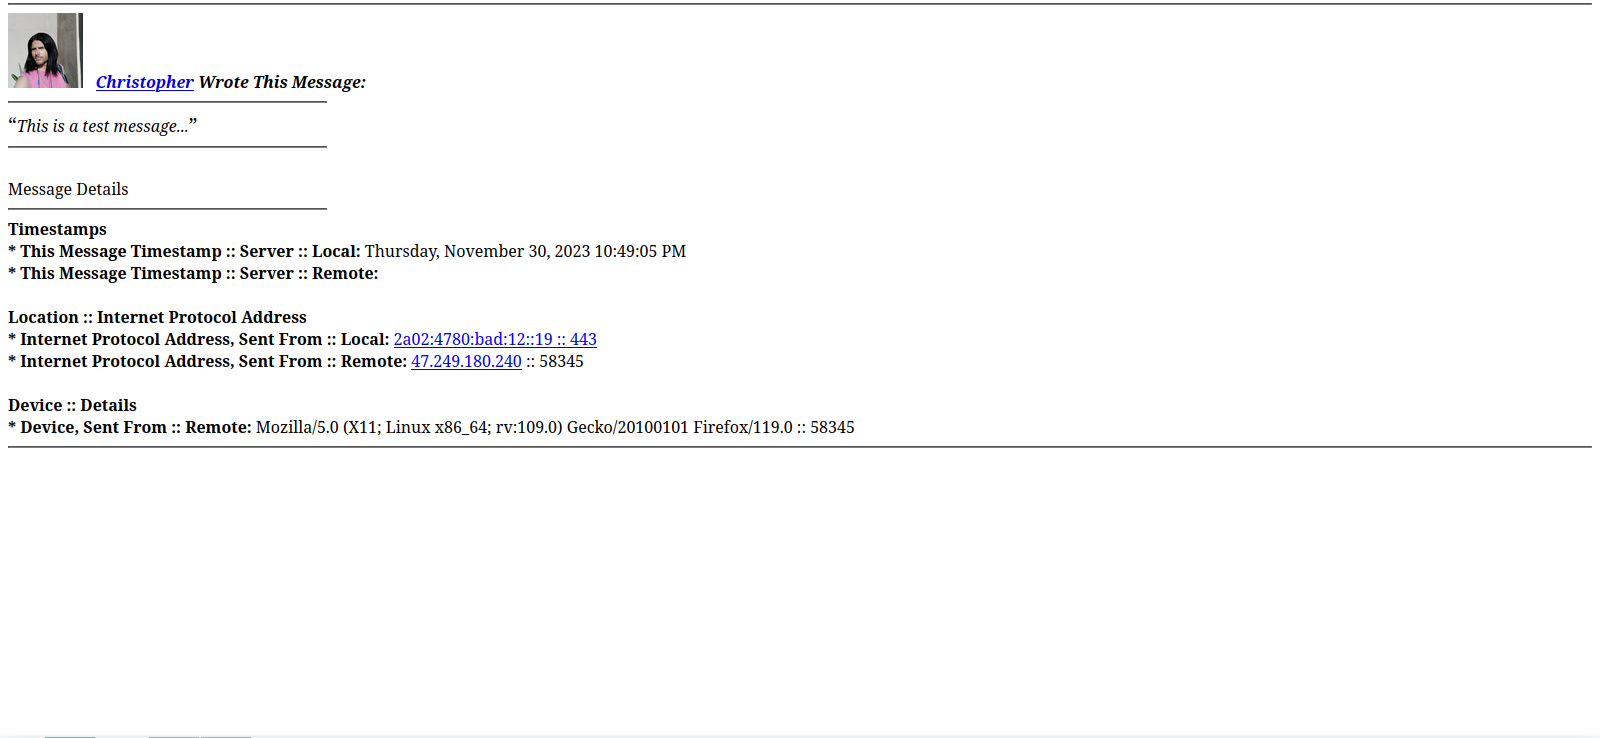 Christopher Wrote This Message:
“This is a test message...”
Message Details
Timestamps
* This Message Timestamp :: Server :: Local: Thursday, November 30, 2023 10:49:05 PM
* This Message Timestamp :: Server :: Remote:
Location :: Internet Protocol Address
* Internet Protocol Address, Sent From :: Local: 2a02:4780:bad:12::19 :: 443
* Internet Protocol Address, Sent From :: Remote: 47.249.180.240 :: 58345
Device :: Details
* Device, Sent From :: Remote: Mozilla/5.0 (X11; Linux x86_64; rv:109.0) Gecko/20100101 Firefox/119.0 :: 58345